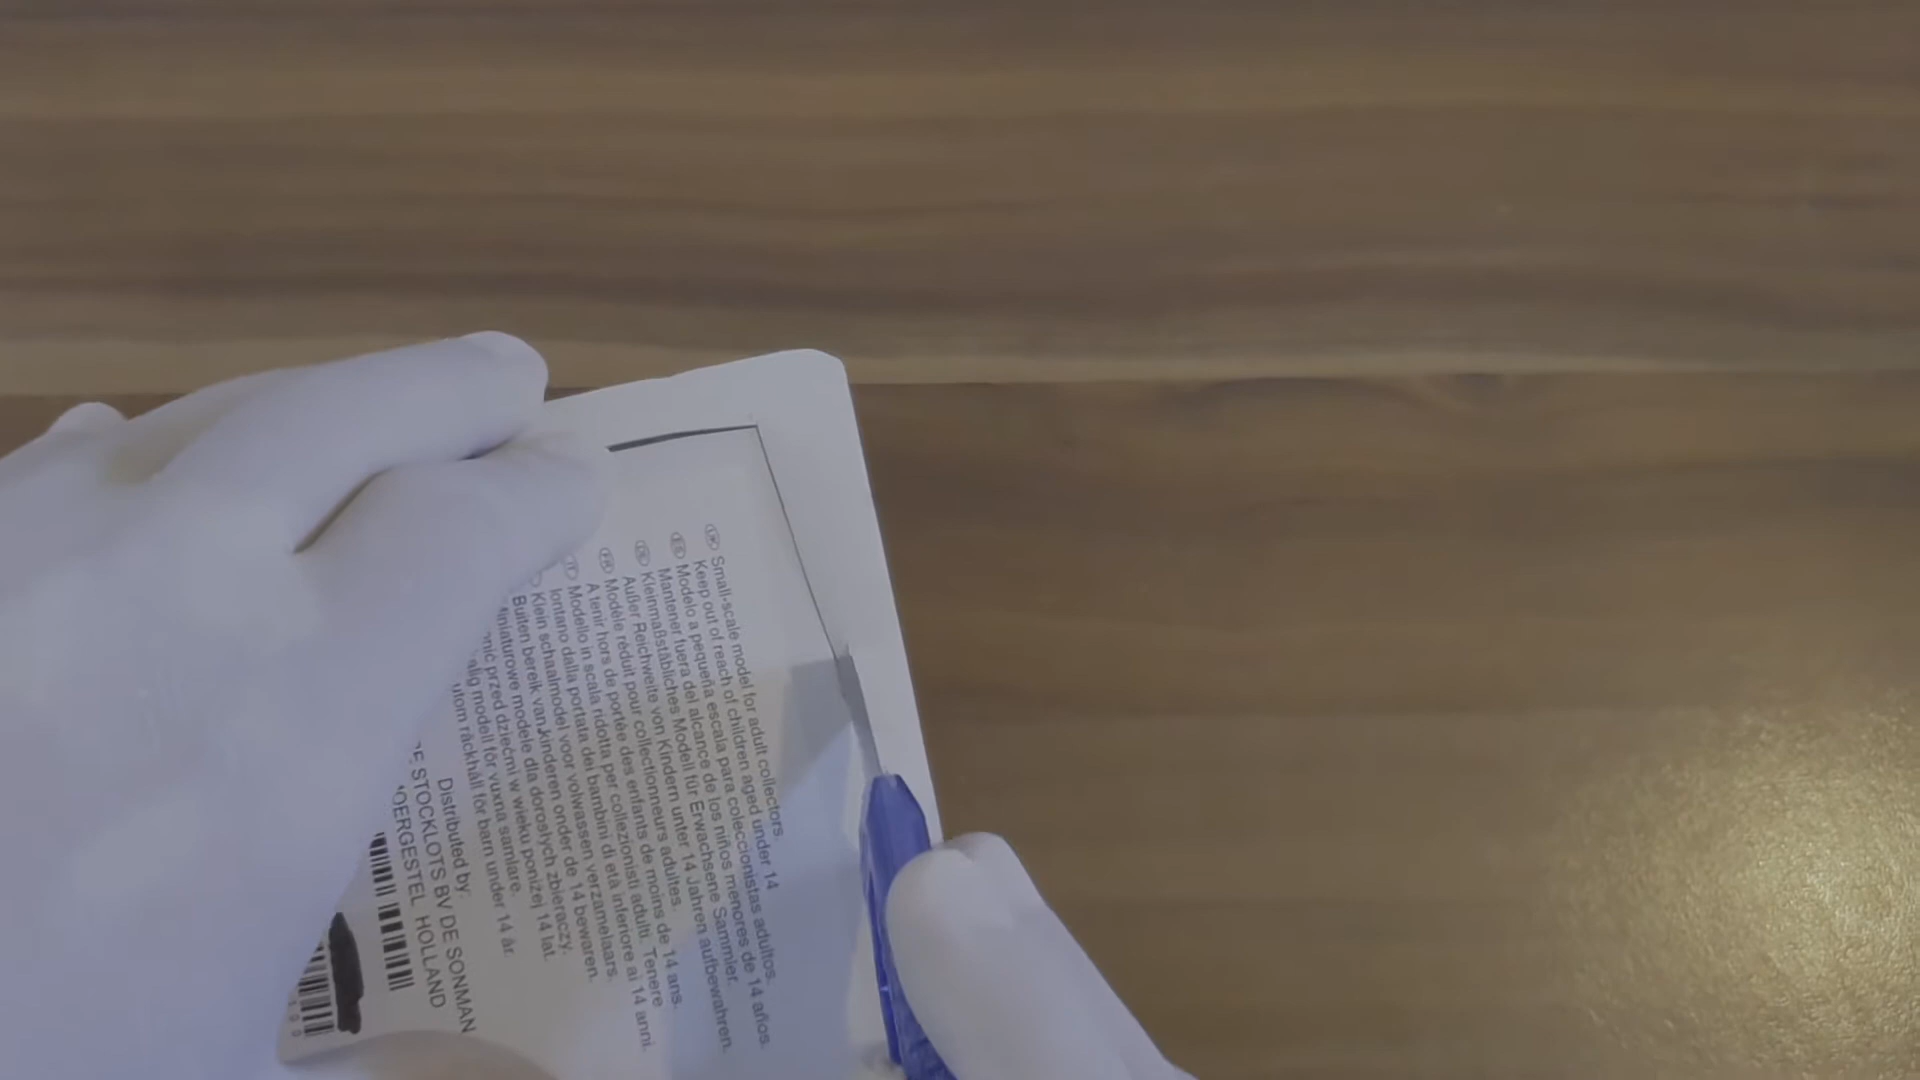 UK Small-scale model for adult collectors.
Keep out of reach of children aged under 14
ES Modelo a pequeña escala para coleccionistas adultos.
Mantener fuera del alcance de los niños menores de 14 años.
Kleinmaßstäbliches Modell für Erwachsene Sammler.
Außer Reichweite von Kindern unter 14 Jahren aufbewahren.
FR Modèle réduit pour collectionneurs adultes.
A tenir hors de portée des enfants de moins de 14 ans.
IT Modello in scala ridotta per collezionisti adulti. Tenere
lontano dalla portata dei bambini di età inferiore ai 14 anni.
Klein schaalmodel voor volwassen verzamelaars.
Buiten bereik van kinderen onder de 14 bewaren.
modele dla dorosłych zbieraczy.
przed dziećmi w wieku poniżej 14 lat.
modell för vuxna samlare.
utom räckhåll för barn under 14 år.
Distributed by:
STOCKLOTS BV DE SONMAN
HOLLAND